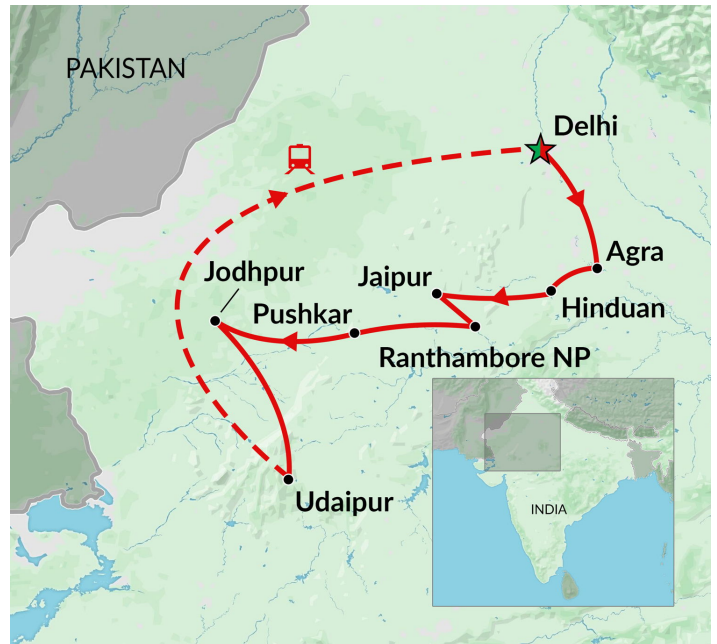 PAKISTAN
Delhi
Agra
Jodhpur
Jaipur
Hinduan
Pushkar
Ranthambore NP
Udaipur
INDIA